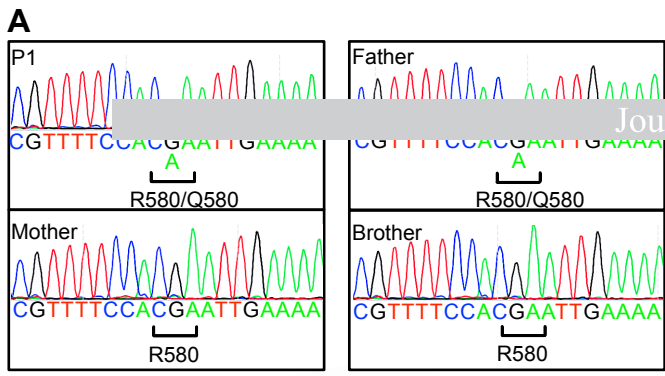 A
P1
CGTTTTCCACGAATTGAAAA
A
R580/Q580
Father
CGTTTTCCACGAATTGAAAA
A
R580/Q580
Jou
Mother
CGTTTTCCACGAATTGAAAA
R580
Brother
CGTTTTCCACGAATTGAAAA
R580